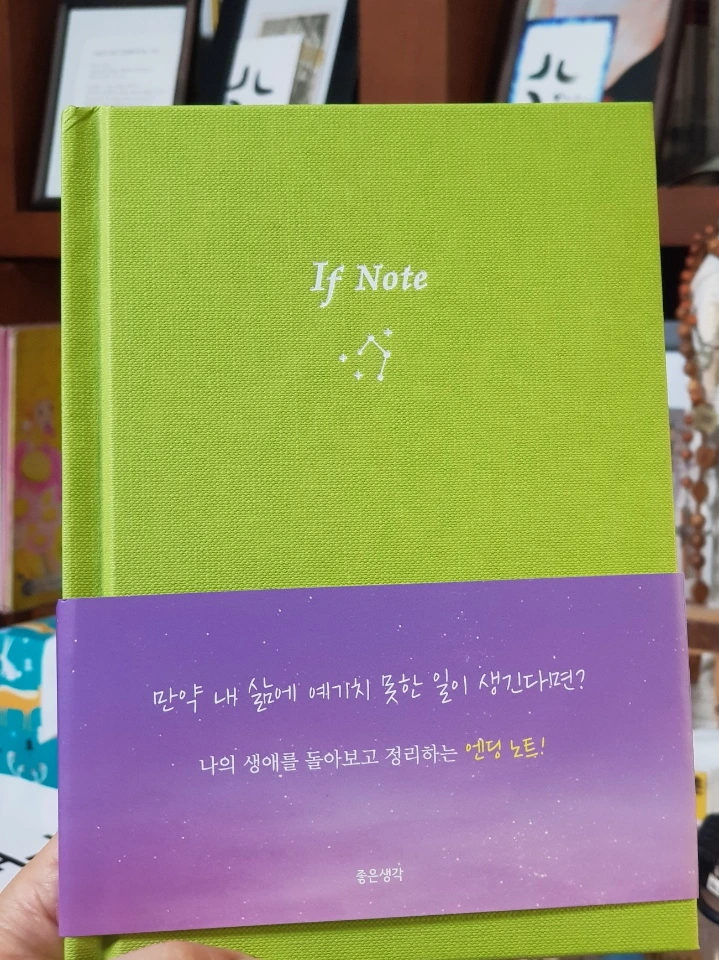 If Note
만약 내 삶에 예기치 못한 일이 생긴다면?
나의 생애를 돌아보고 정리하는 엔딩 노트!
좋은생각